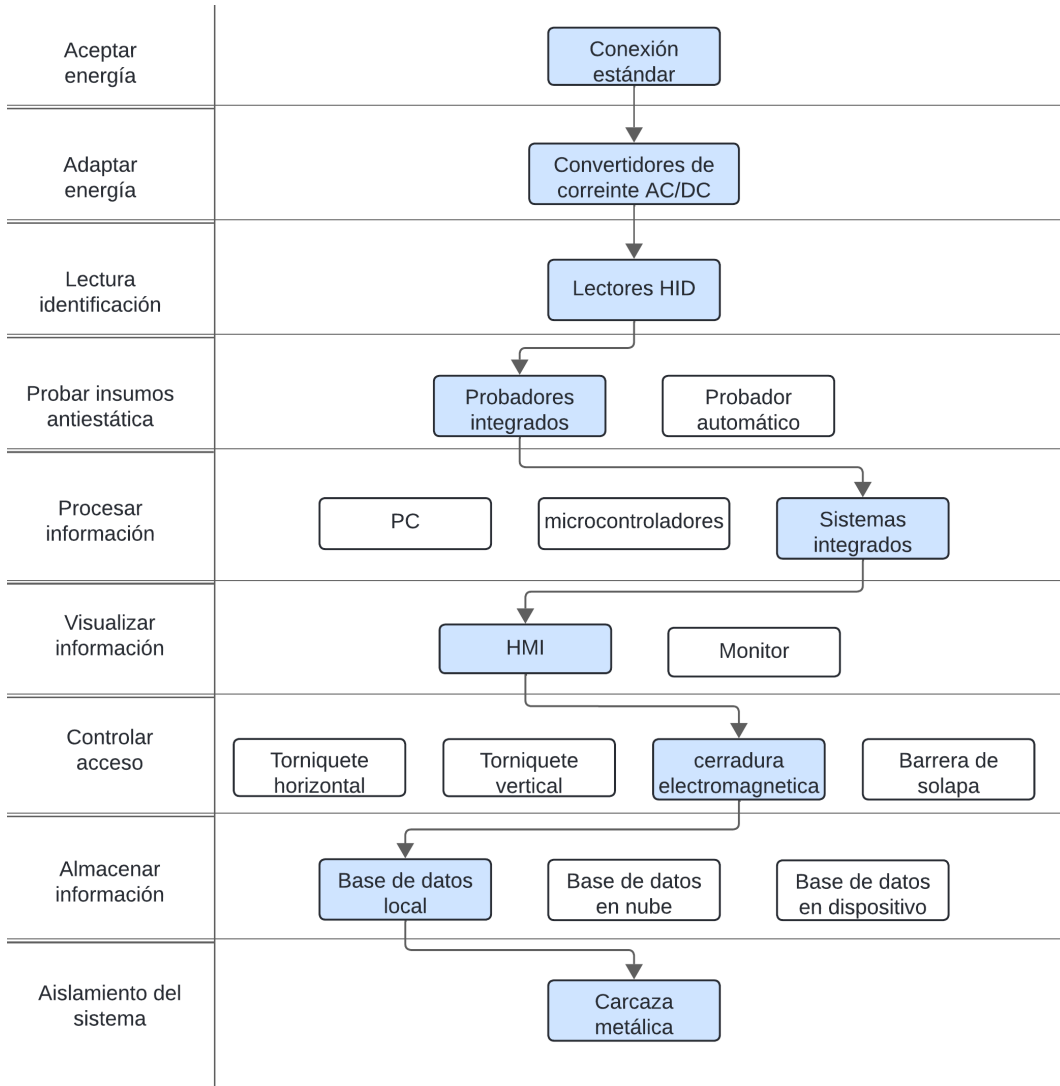 Aceptar
energía
Conexión
estándar
Adaptar
energía
Convertidores de
correinte AC/DC
Lectura
identificación
Lectores HID
Probar insumos
antiestática
Probadores
integrados
Probador
automático
Procesar
información
PC
microcontroladores
Sistemas
integrados
Visualizar
información
HMI
Monitor
Controlar
acceso
Torniquete
horizontal
Torniquete
vertical
cerradura
electromagnetica
Barrera de
solapa
Almacenar
información
Base de datos
local
Base de datos
en nube
Base de datos
en dispositivo
Aislamiento del
sistema
Carcaza
metálica